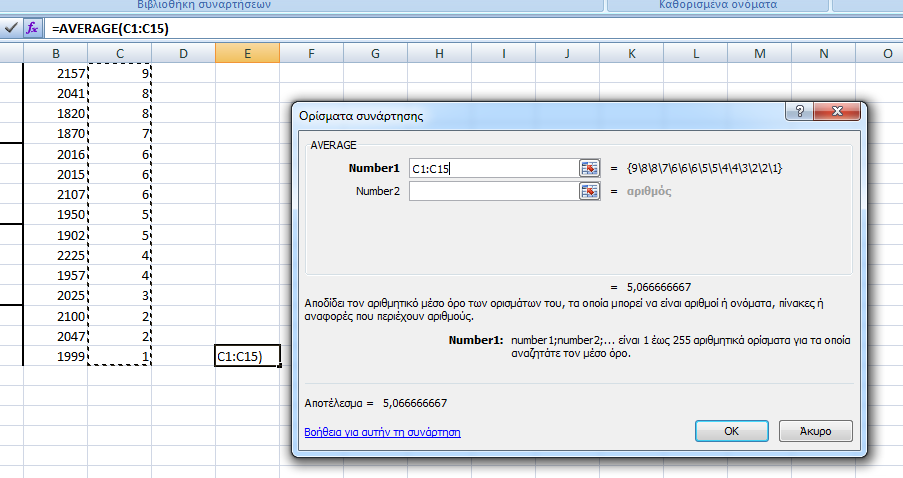 Βιβλιοθήκη συναρτήσεων Καθορισμένα ονόματα
fx =AVERAGE(C1:C15)
B C D E F G H I J K L M N O
2157 9
2041 8
1820 8
1870 7
2016 6
2015 6
2107 6
1950 5
1902 5
2225 4
1957 4
2025 3
2100 2
2047 2
1999 1 C1:C15)
Ορίσματα συνάρτησης
AVERAGE
Number1 C1:C15 = {9\8\8\7\6\6\6\5\5\4\4\3\2\2\1}
Number2 = αριθμός
= 5,066666667
Αποδίδει τον αριθμητικό μέσο όρο των ορισμάτων του, τα οποία μπορεί να είναι αριθμοί ή ονόματα, πίνακες ή
αναφορές που περιέχουν αριθμούς.
Number1: number1;number2;... είναι 1 έως 255 αριθμητικά ορίσματα για τα οποία
αναζητάτε τον μέσο όρο.
Αποτέλεσμα = 5,066666667
Βοήθεια για αυτήν τη συνάρτηση
OK Άκυρο